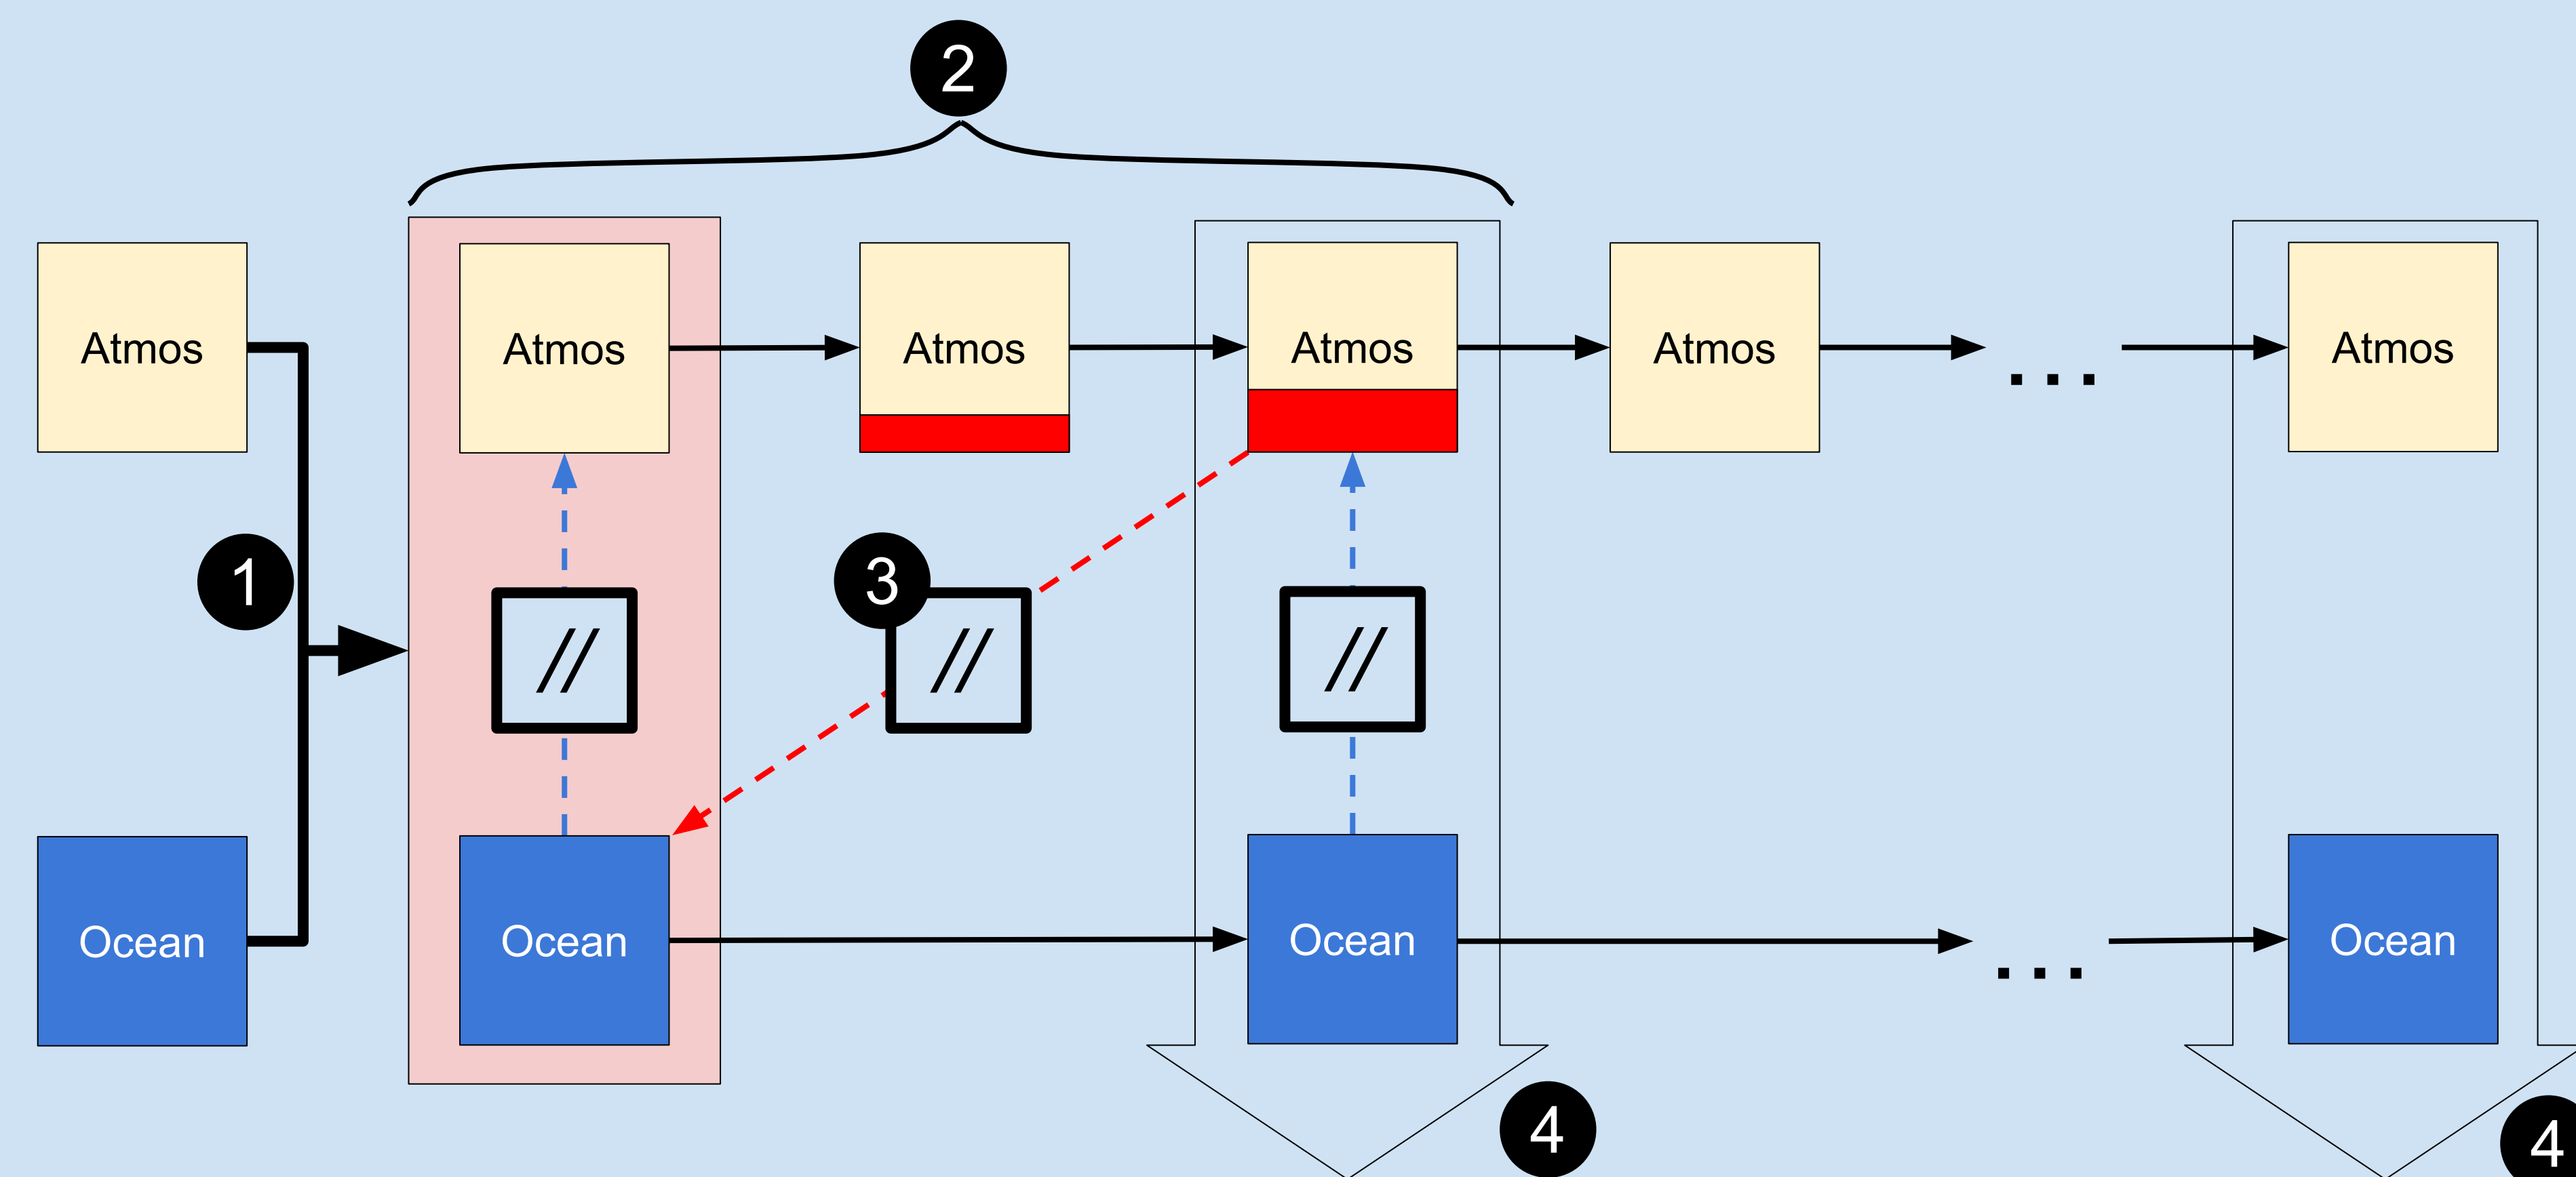 2
Atmos
Atmos
Atmos
Atmos
Atmos
Atmos
...
1
3
//
//
//
Ocean
Ocean
Ocean
Ocean
...
4
4